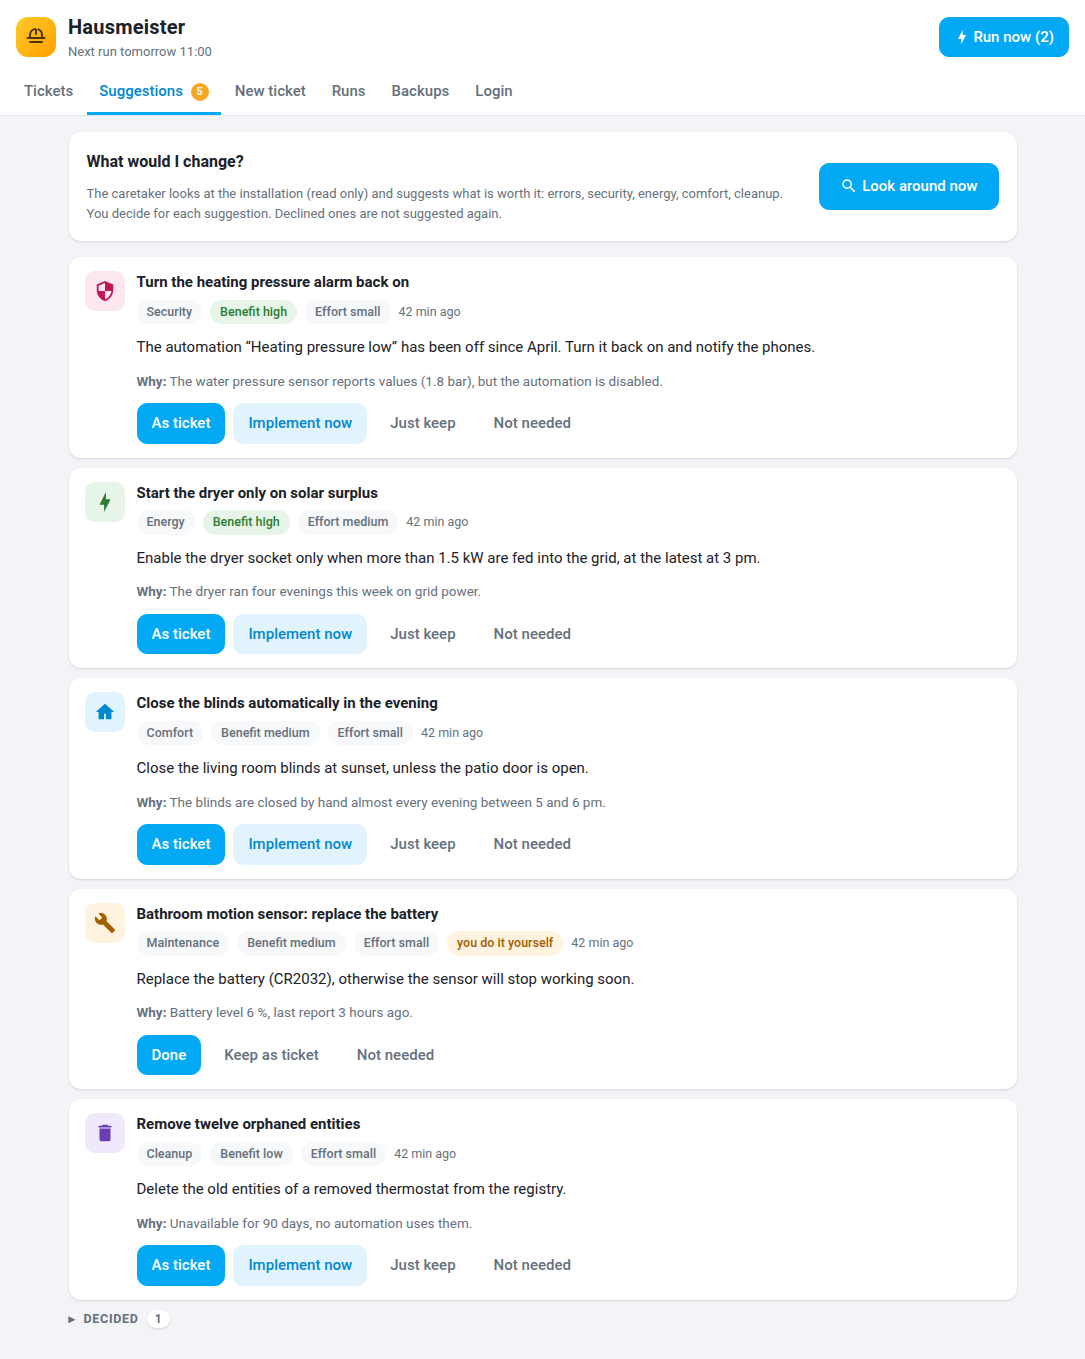 Hausmeister
Next run tomorrow 11:00
Run now (2)
Tickets Suggestions 5 New ticket Runs Backups Login
What would I change?
The caretaker looks at the installation (read only) and suggests what is worth it: errors, security, energy, comfort, cleanup.
You decide for each suggestion. Declined ones are not suggested again.
Look around now
Turn the heating pressure alarm back on
Security Benefit high Effort small 42 min ago
The automation “Heating pressure low” has been off since April. Turn it back on and notify the phones.
Why: The water pressure sensor reports values (1.8 bar), but the automation is disabled.
As ticket Implement now Just keep Not needed
Start the dryer only on solar surplus
Energy Benefit high Effort medium 42 min ago
Enable the dryer socket only when more than 1.5 kW are fed into the grid, at the latest at 3 pm.
Why: The dryer ran four evenings this week on grid power.
As ticket Implement now Just keep Not needed
Close the blinds automatically in the evening
Comfort Benefit medium Effort small 42 min ago
Close the living room blinds at sunset, unless the patio door is open.
Why: The blinds are closed by hand almost every evening between 5 and 6 pm.
As ticket Implement now Just keep Not needed
Bathroom motion sensor: replace the battery
Maintenance Benefit medium Effort small you do it yourself 42 min ago
Replace the battery (CR2032), otherwise the sensor will stop working soon.
Why: Battery level 6 %, last report 3 hours ago.
Done Keep as ticket Not needed
Remove twelve orphaned entities
Cleanup Benefit low Effort small 42 min ago
Delete the old entities of a removed thermostat from the registry.
Why: Unavailable for 90 days, no automation uses them.
As ticket Implement now Just keep Not needed
DECIDED 1